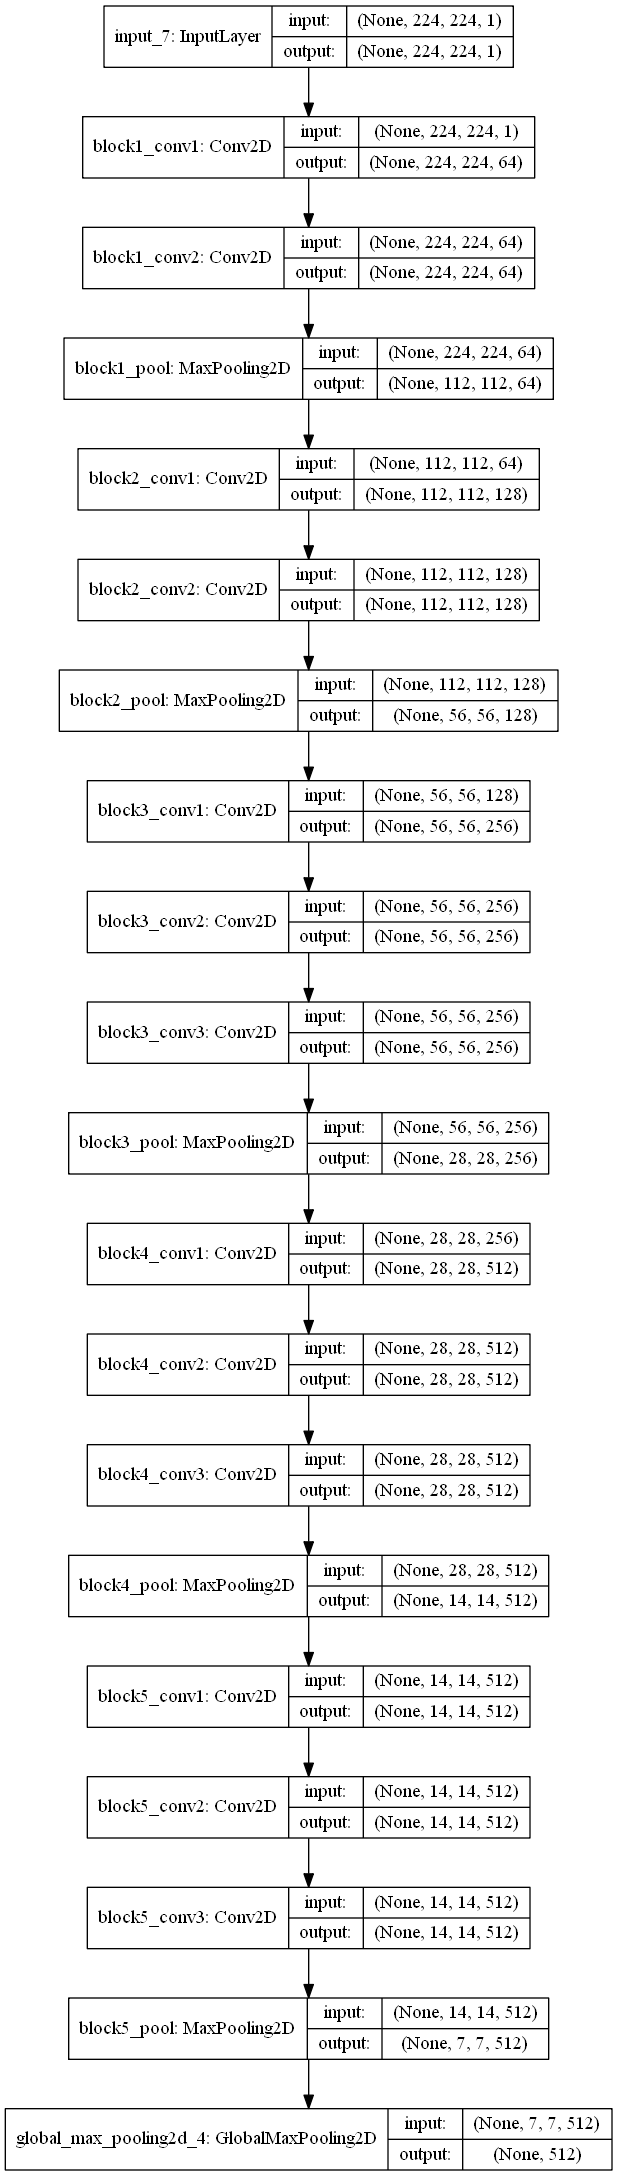 input_7: InputLayer
input: (None, 224, 224, 1)
output: (None, 224, 224, 1)
block1_conv1: Conv2D
input: (None, 224, 224, 1)
output: (None, 224, 224, 64)
block1_conv2: Conv2D
input: (None, 224, 224, 64)
output: (None, 224, 224, 64)
block1_pool: MaxPooling2D
input: (None, 224, 224, 64)
output: (None, 112, 112, 64)
block2_conv1: Conv2D
input: (None, 112, 112, 64)
output: (None, 112, 112, 128)
block2_conv2: Conv2D
input: (None, 112, 112, 128)
output: (None, 112, 112, 128)
block2_pool: MaxPooling2D
input: (None, 112, 112, 128)
output: (None, 56, 56, 128)
block3_conv1: Conv2D
input: (None, 56, 56, 128)
output: (None, 56, 56, 256)
block3_conv2: Conv2D
input: (None, 56, 56, 256)
output: (None, 56, 56, 256)
block3_conv3: Conv2D
input: (None, 56, 56, 256)
output: (None, 56, 56, 256)
block3_pool: MaxPooling2D
input: (None, 56, 56, 256)
output: (None, 28, 28, 256)
block4_conv1: Conv2D
input: (None, 28, 28, 256)
output: (None, 28, 28, 512)
block4_conv2: Conv2D
input: (None, 28, 28, 512)
output: (None, 28, 28, 512)
block4_conv3: Conv2D
input: (None, 28, 28, 512)
output: (None, 28, 28, 512)
block4_pool: MaxPooling2D
input: (None, 28, 28, 512)
output: (None, 14, 14, 512)
block5_conv1: Conv2D
input: (None, 14, 14, 512)
output: (None, 14, 14, 512)
block5_conv2: Conv2D
input: (None, 14, 14, 512)
output: (None, 14, 14, 512)
block5_conv3: Conv2D
input: (None, 14, 14, 512)
output: (None, 14, 14, 512)
block5_pool: MaxPooling2D
input: (None, 14, 14, 512)
output: (None, 7, 7, 512)
global_max_pooling2d_4: GlobalMaxPooling2D
input: (None, 7, 7, 512)
output: (None, 512)